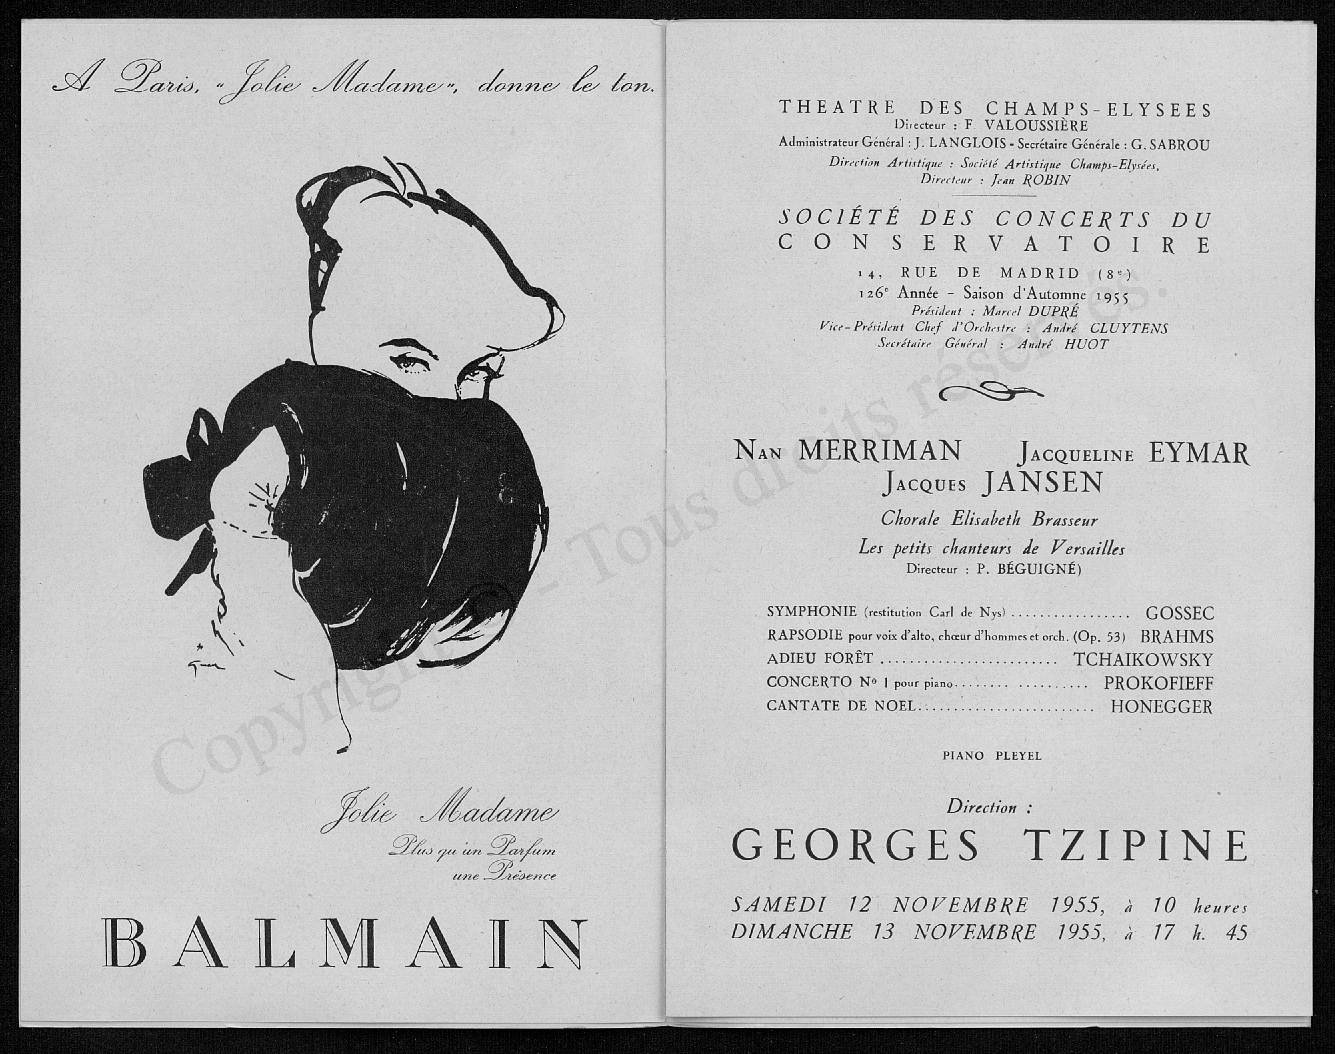 A Paris, "Jolie Madame", donne le ton.
Gruau
Jolie Madame
Plus qu'un Parfum
une Présence
BALMAIN
THEATRE DES CHAMPS-ELYSEES
Directeur : F. VALOUSSIÈRE
Administrateur Général : J. LANGLOIS - Secrétaire Générale : G. SABROU
Direction Artistique : Société Artistique Champs-Elysées,
Directeur : Jean ROBIN
SOCIÉTÉ DES CONCERTS DU
CONSERVATOIRE
14, RUE DE MADRID (8e)
126e Année - Saison d'Automne 1955
Président : Marcel DUPRÉ
Vice-Président Chef d'Orchestre : André CLUYTENS
Secrétaire Général : André HUOT
NAN MERRIMAN JACQUELINE EYMAR
JACQUES JANSEN
Chorale Elisabeth Brasseur
Les petits chanteurs de Versailles
Directeur : P. BÉGUIGNÉ)
SYMPHONIE (restitution Carl de Nys) ................. GOSSEC
RAPSODIE pour voix d'alto, chœur d'hommes et orch. (Op. 53) BRAHMS
ADIEU FORÊT ......................... TCHAIKOWSKY
CONCERTO No 1 pour piano........ .......... PROKOFIEFF
CANTATE DE NOEL......................... HONEGGER
PIANO PLEYEL
Direction :
GEORGES TZIPINE
SAMEDI 12 NOVEMBRE 1955, à 10 heures
DIMANCHE 13 NOVEMBRE 1955, à 17 h. 45
Copyright © - Tous droits réservés.